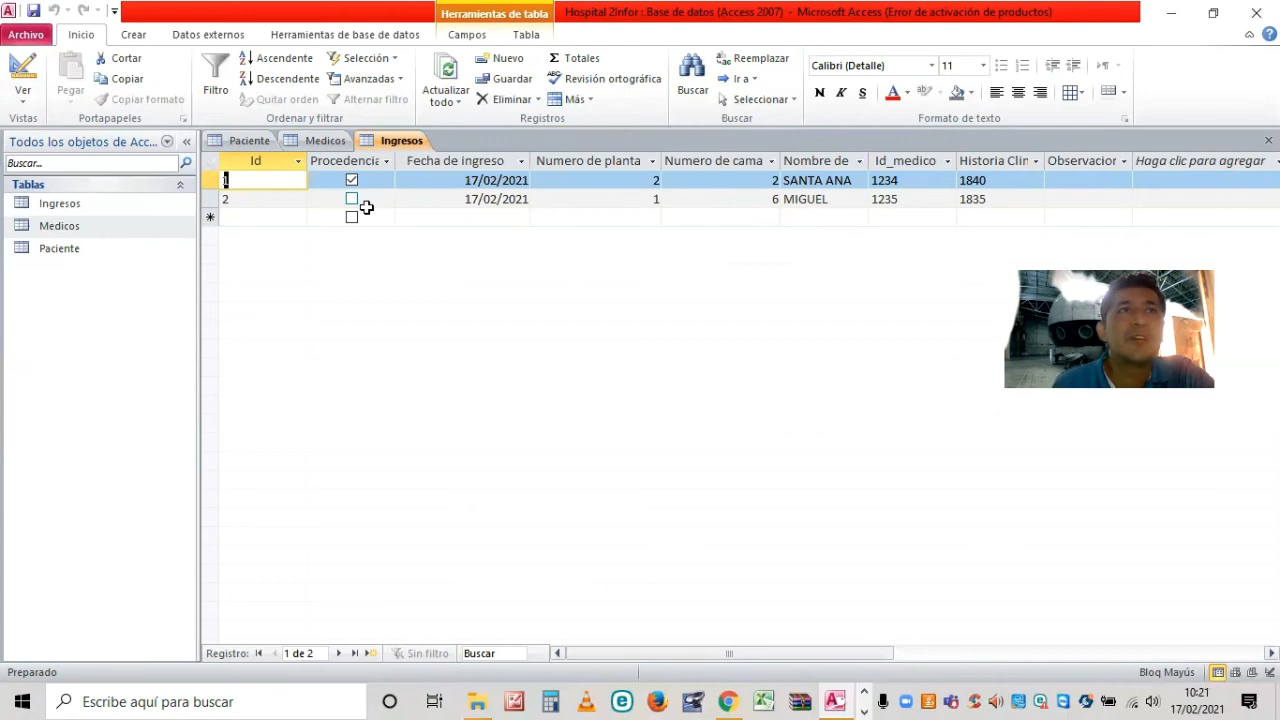 Herramientas de tabla
Hospital 2Infor : Base de datos (Access 2007) - Microsoft Access (Error de activación de productos)
Archivo Inicio Crear Datos externos Herramientas de base de datos Campos Tabla
Ver
Vistas
Pegar
Cortar
Copiar
Copiar formato
Portapapeles
Filtro
Ascendente
Descendente
Quitar orden
Selección
Avanzadas
Alternar filtro
Ordenar y filtrar
Actualizar
todo
Nuevo
Guardar
Eliminar
Totales
Revisión ortográfica
Más
Registros
Buscar
Reemplazar
Ir a
Seleccionar
Buscar
Calibri (Detalle) 11
N K S A
Formato de texto
Todos los objetos de Acc...
Buscar...
Tablas
Ingresos
Medicos
Paciente
Paciente Medicos Ingresos
Id Procedencia Fecha de ingreso Numero de planta Numero de cama Nombre de Id_medico Historia Clin Observacion Haga clic para agregar
1 17/02/2021 2 2 SANTA ANA 1234 1840
2 17/02/2021 1 6 MIGUEL 1235 1835
Registro: 1 de 2 Sin filtro Buscar
Preparado
Bloq Mayús
Escribe aquí para buscar
10:21
17/02/2021